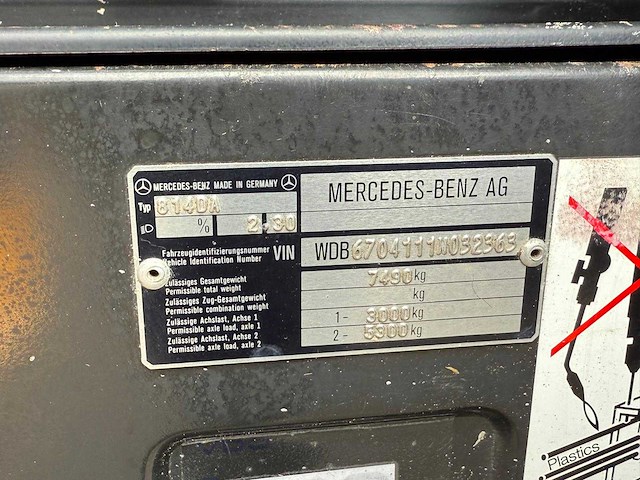 MERCEDES-BENZ MADE IN GERMANY
MERCEDES-BENZ AG
Typ 814DA
% 2.30
Fahrzeugidentifizierungsnummer
Vehicle Identification Number
VIN WDB6704111N032363
Zulässiges Gesamtgewicht
Permissible total weight
7490 kg
Zulässiges Zug-Gesamtgewicht
Permissible combination weight
kg
Zulässige Achslast, Achse 1
Permissible axle load, axle 1
1- 3000 kg
Zulässige Achslast, Achse 2
Permissible axle load, axle 2
2- 5300 kg
Plastics